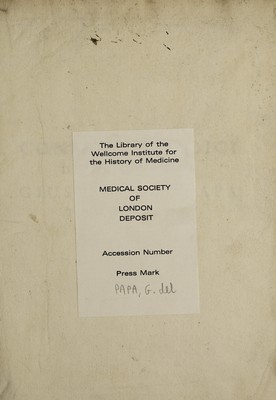 The Library of the
Wellcome Institute for
the History of Medicine
MEDICAL SOCIETY
OF
LONDON
DEPOSIT
Accession Number
Press Mark
PAPA, G. del